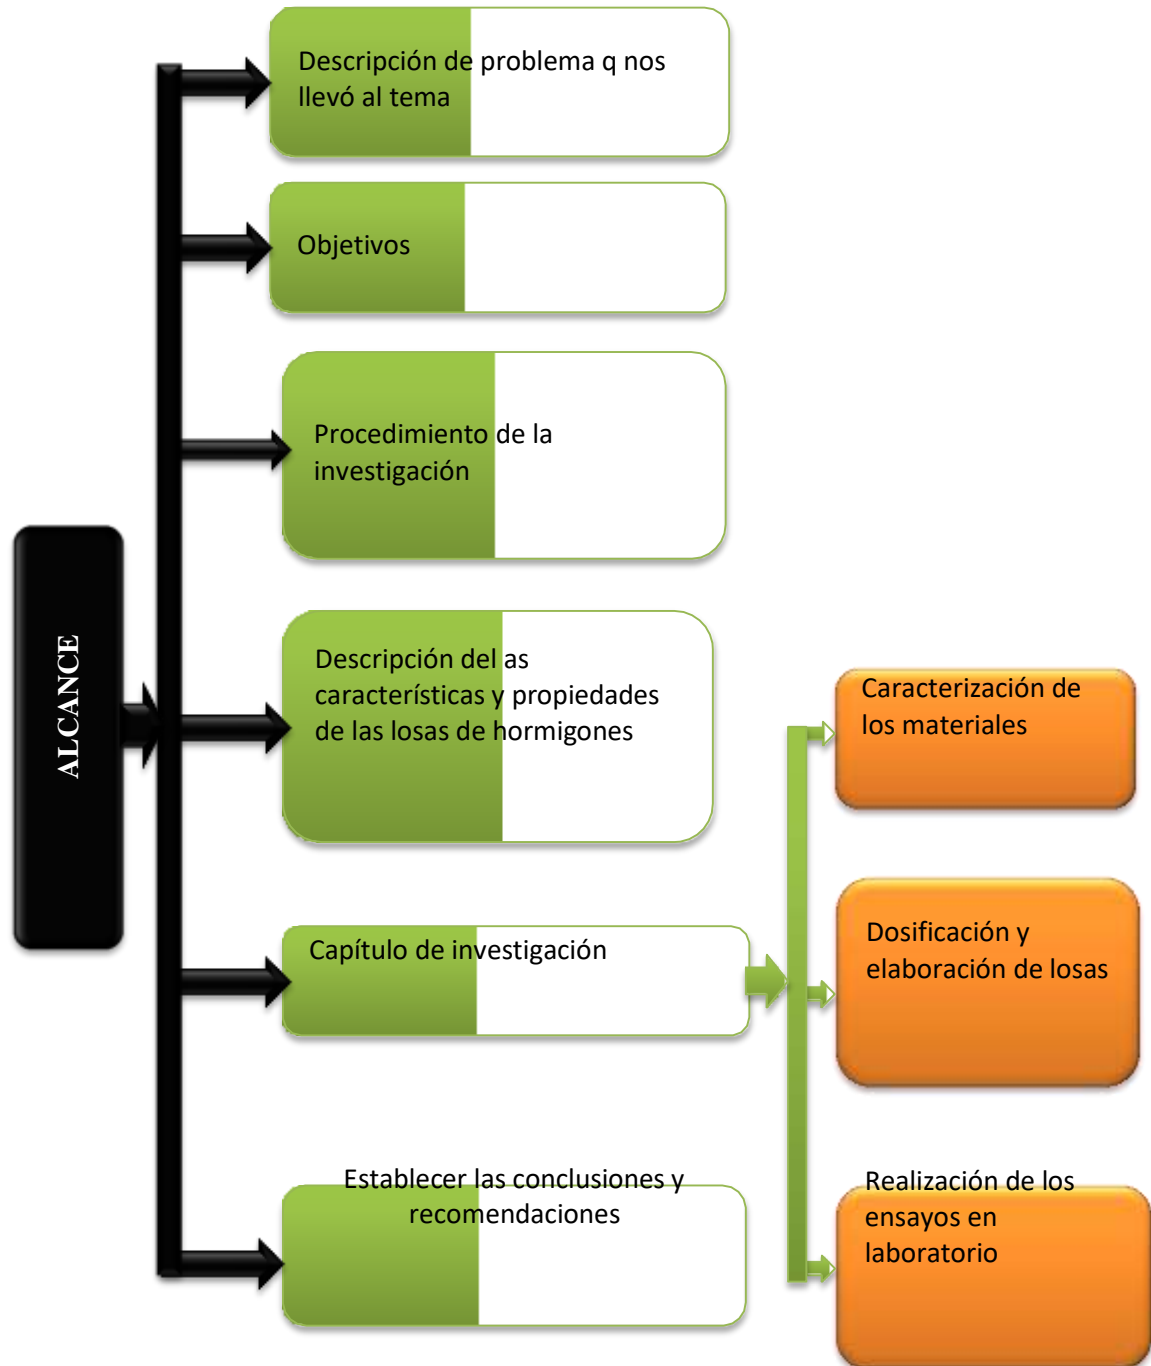 Descripción de problema q nos
llevó al tema
Objetivos
Procedimiento de la
investigación
ALCANCE
Descripción del as
características y propiedades
de las losas de hormigones
Caracterización de
los materiales
Capítulo de investigación
Dosificación y
elaboración de losas
Establecer las conclusiones y
recomendaciones
Realización de los
ensayos en
laboratorio